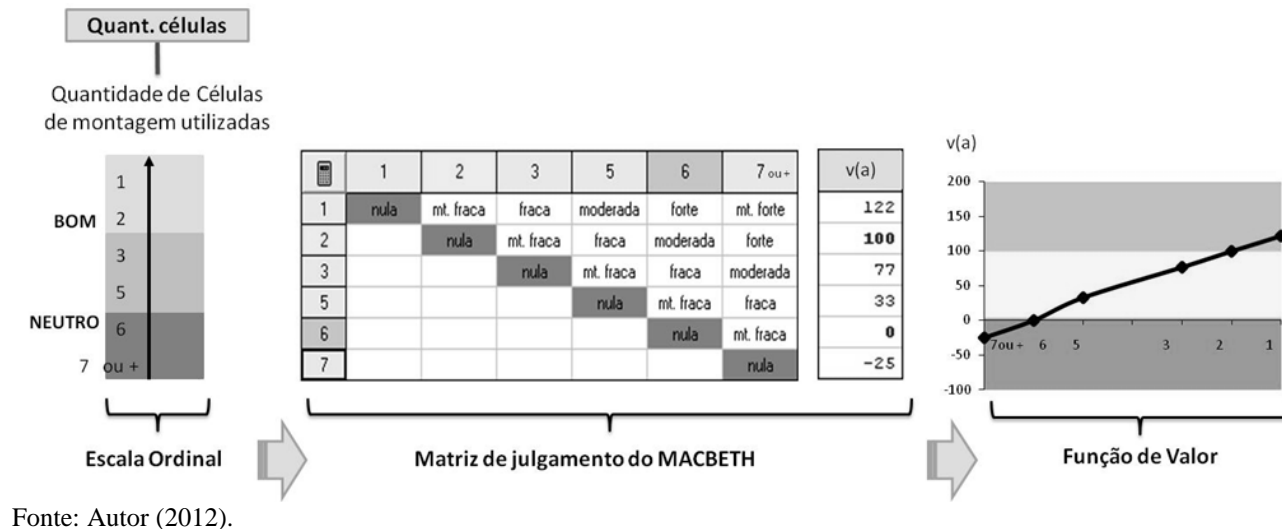 Quant. células
Quantidade de Células
de montagem utilizadas
1
BOM 2
3
5
NEUTRO 6
7 ou +
1 2 3 5 6 7 ou + v(a)
1 nula mt. fraca fraca moderada forte mt. forte 122
2 nula mt. fraca fraca moderada forte 100
3 nula mt. fraca fraca moderada 77
5 nula mt. fraca fraca 33
6 nula mt. fraca 0
7 nula -25
v(a)
200
150
100
50
0
-50
-100
7ou + 6 5 3 2 1
Escala Ordinal
Matriz de julgamento do MACBETH
Função de Valor
Fonte: Autor (2012).